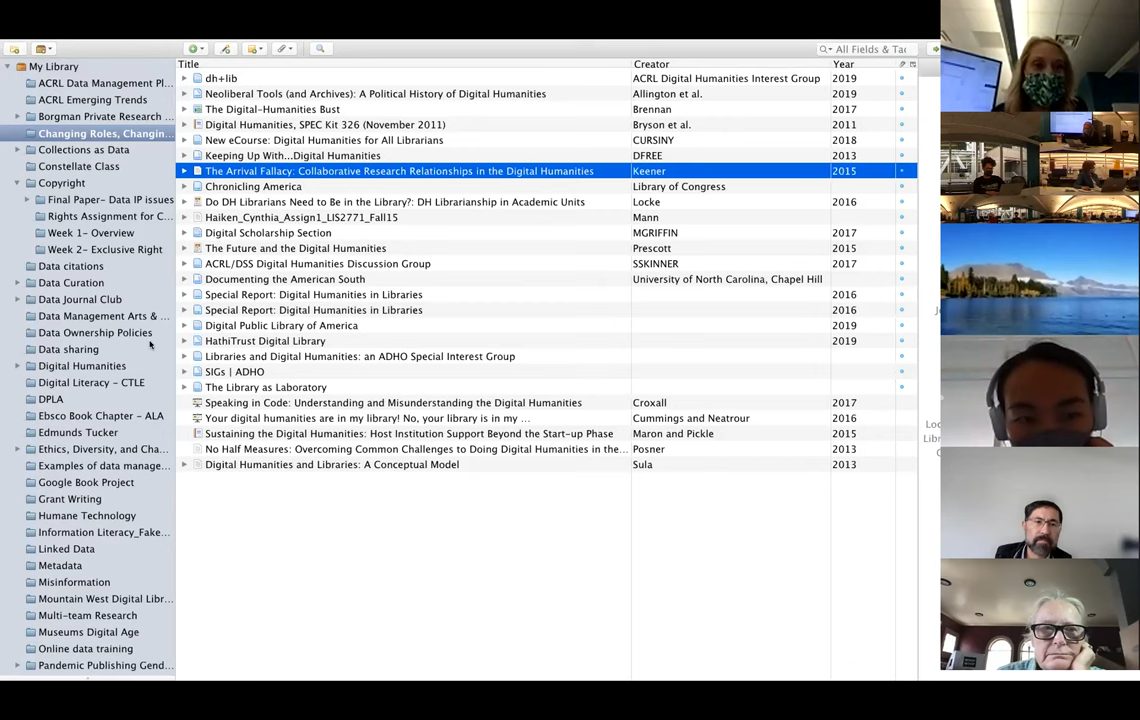 All Fields & Ta
My Library
ACRL Data Management Pl...
ACRL Emerging Trends
Borgman Private Research ...
Changing Roles, Changin...
Collections as Data
Constellate Class
Copyright
Final Paper- Data IP issues
Rights Assignment for C...
Week 1- Overview
Week 2- Exclusive Right
Data citations
Data Curation
Data Journal Club
Data Management Arts & ...
Data Ownership Policies
Data sharing
Digital Humanities
Digital Literacy - CTLE
DPLA
Ebsco Book Chapter - ALA
Edmunds Tucker
Ethics, Diversity, and Cha...
Examples of data manage...
Google Book Project
Grant Writing
Humane Technology
Information Literacy_Fake...
Linked Data
Metadata
Misinformation
Mountain West Digital Libr...
Multi-team Research
Museums Digital Age
Online data training
Pandemic Publishing Gend...
Title Creator Year
dh+lib ACRL Digital Humanities Interest Group 2019
Neoliberal Tools (and Archives): A Political History of Digital Humanities Allington et al. 2019
The Digital-Humanities Bust Brennan 2017
Digital Humanities, SPEC Kit 326 (November 2011) Bryson et al. 2011
New eCourse: Digital Humanities for All Librarians CURSINY 2018
Keeping Up With...Digital Humanities DFREE 2013
The Arrival Fallacy: Collaborative Research Relationships in the Digital Humanities Keener 2015
Chronicling America Library of Congress
Do DH Librarians Need to Be in the Library?: DH Librarianship in Academic Units Locke 2016
Haiken_Cynthia_Assign1_LIS2771_Fall15 Mann
Digital Scholarship Section MGRIFFIN 2017
The Future and the Digital Humanities Prescott 2015
ACRL/DSS Digital Humanities Discussion Group SSKINNER 2017
Documenting the American South University of North Carolina, Chapel Hill
Special Report: Digital Humanities in Libraries 2016
Special Report: Digital Humanities in Libraries 2016
Digital Public Library of America 2019
HathiTrust Digital Library 2019
Libraries and Digital Humanities: an ADHO Special Interest Group
SIGs | ADHO
The Library as Laboratory
Speaking in Code: Understanding and Misunderstanding the Digital Humanities Croxall 2017
Your digital humanities are in my library! No, your library is in my ... Cummings and Neatrour 2016
Sustaining the Digital Humanities: Host Institution Support Beyond the Start-up Phase Maron and Pickle 2015
No Half Measures: Overcoming Common Challenges to Doing Digital Humanities in the... Posner 2013
Digital Humanities and Libraries: A Conceptual Model Sula 2013